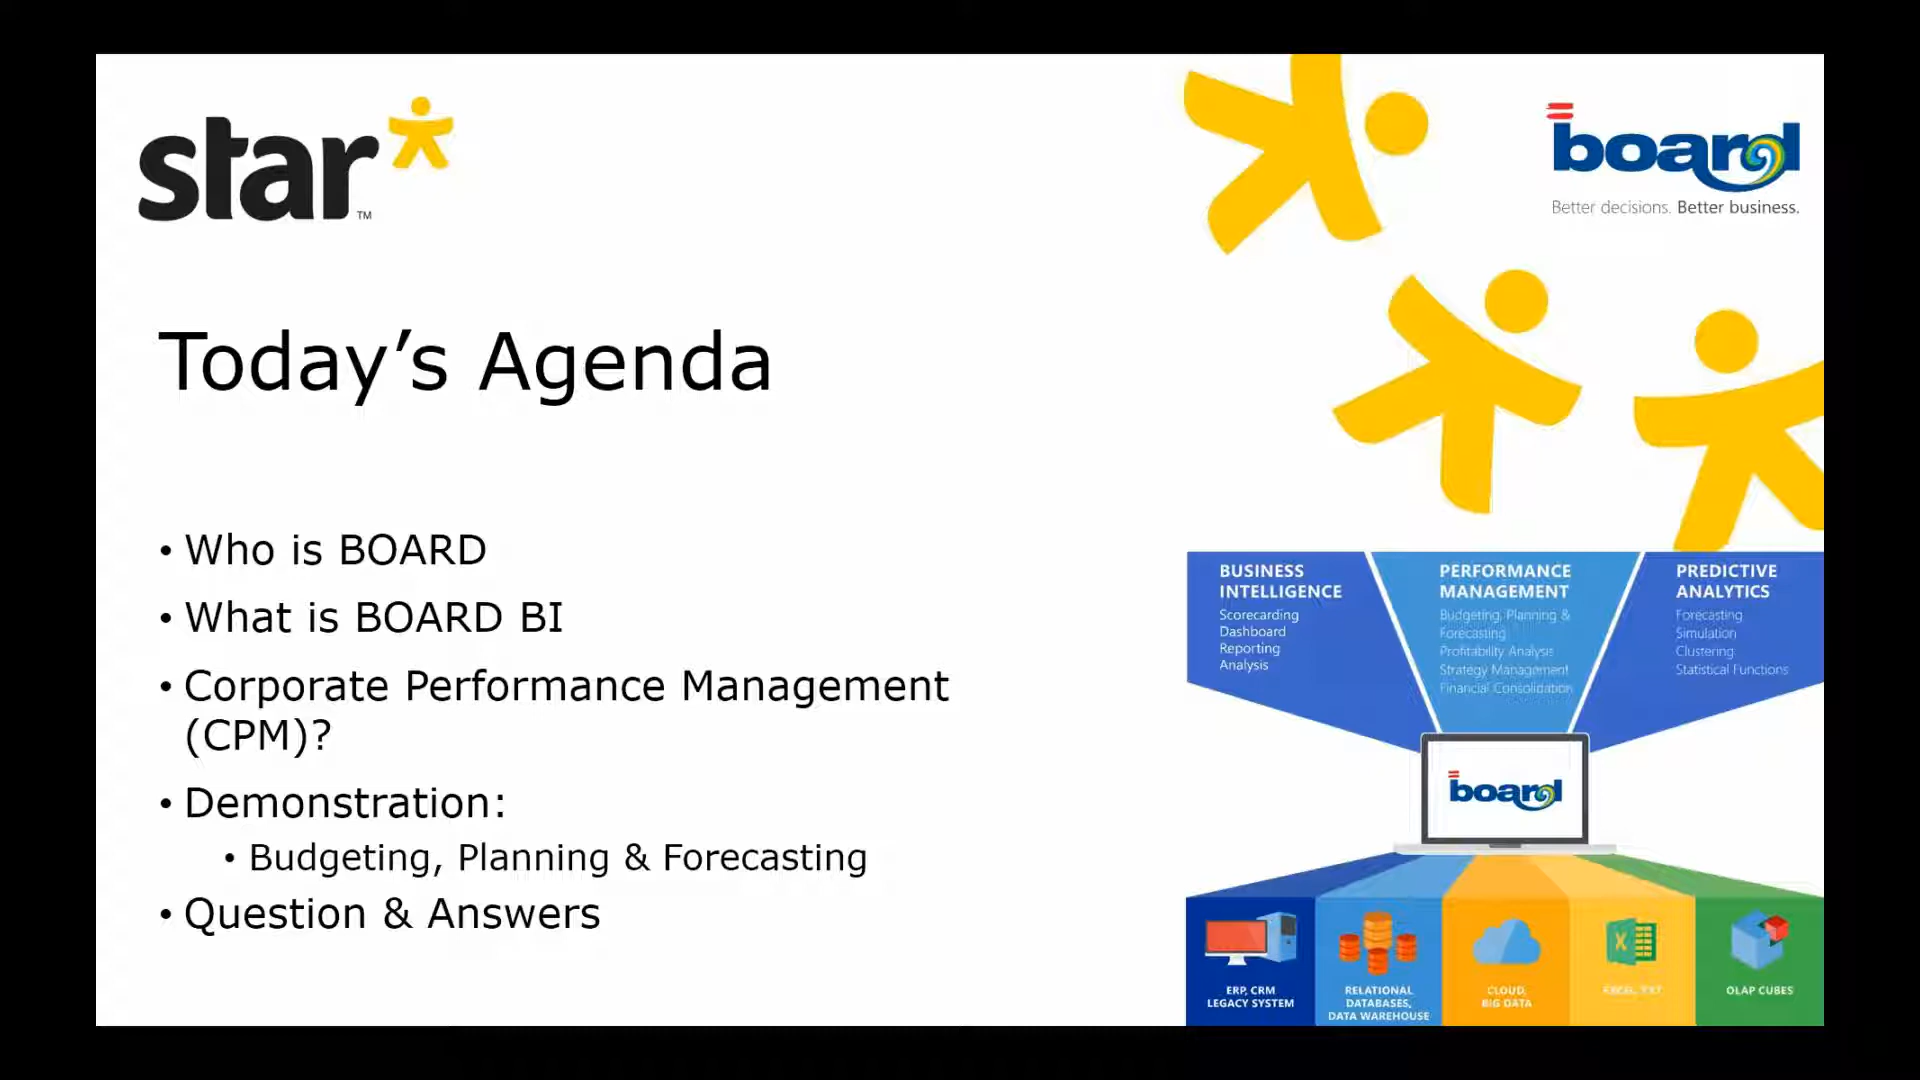 star
TM
board
Better decisions. Better business.
Today’s Agenda
• Who is BOARD
• What is BOARD BI
• Corporate Performance Management
(CPM)?
• Demonstration:
• Budgeting, Planning & Forecasting
• Question & Answers
BUSINESS
INTELLIGENCE
Scorecarding
Dashboard
Reporting
Analysis
PERFORMANCE
MANAGEMENT
Budgeting, Planning &
Forecasting
Profitability Analysis
Strategy Management
Financial Consolidation
PREDICTIVE
ANALYTICS
Forecasting
Simulation
Clustering
Statistical Functions
board
ERP, CRM
LEGACY SYSTEM
RELATIONAL
DATABASES,
DATA WAREHOUSE
CLOUD,
BIG DATA
EXCEL, TXT
OLAP CUBES